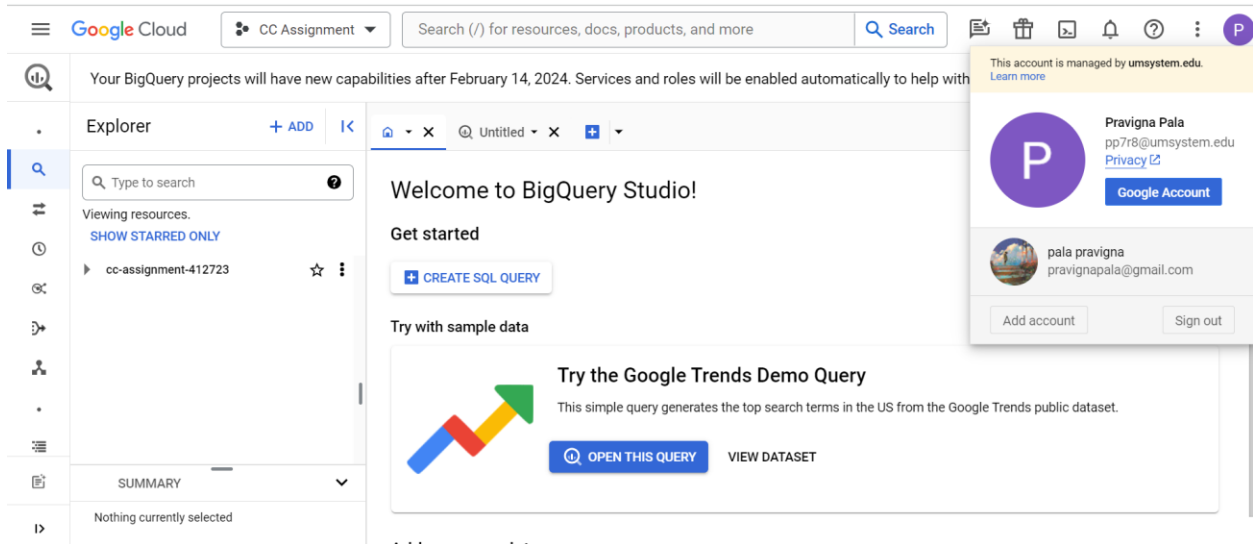 Google Cloud
CC Assignment
Search (/) for resources, docs, products, and more
Search
P
Your BigQuery projects will have new capabilities after February 14, 2024. Services and roles will be enabled automatically to help with
This account is managed by umsystem.edu.
Learn more
P
Pravigna Pala
pp7r8@umsystem.edu
Privacy
Google Account
pala pravigna
pravignapala@gmail.com
Add account
Sign out
Explorer
+ ADD
Untitled
Type to search
Viewing resources.
SHOW STARRED ONLY
cc-assignment-412723
SUMMARY
Nothing currently selected
Welcome to BigQuery Studio!
Get started
CREATE SQL QUERY
Try with sample data
Try the Google Trends Demo Query
This simple query generates the top search terms in the US from the Google Trends public dataset.
OPEN THIS QUERY
VIEW DATASET